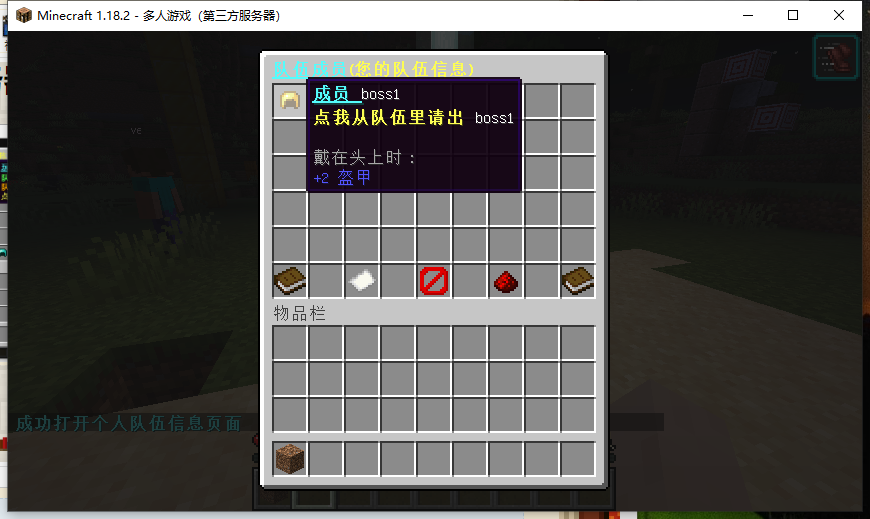 Minecraft 1.18.2 - 多人游戏（第三方服务器）
队伍成员(您的队伍信息)
成员 boss1
点我从队伍里请出 boss1
戴在头上时：
+2 盔甲
ve
物品栏
成功打开个人队伍信息页面